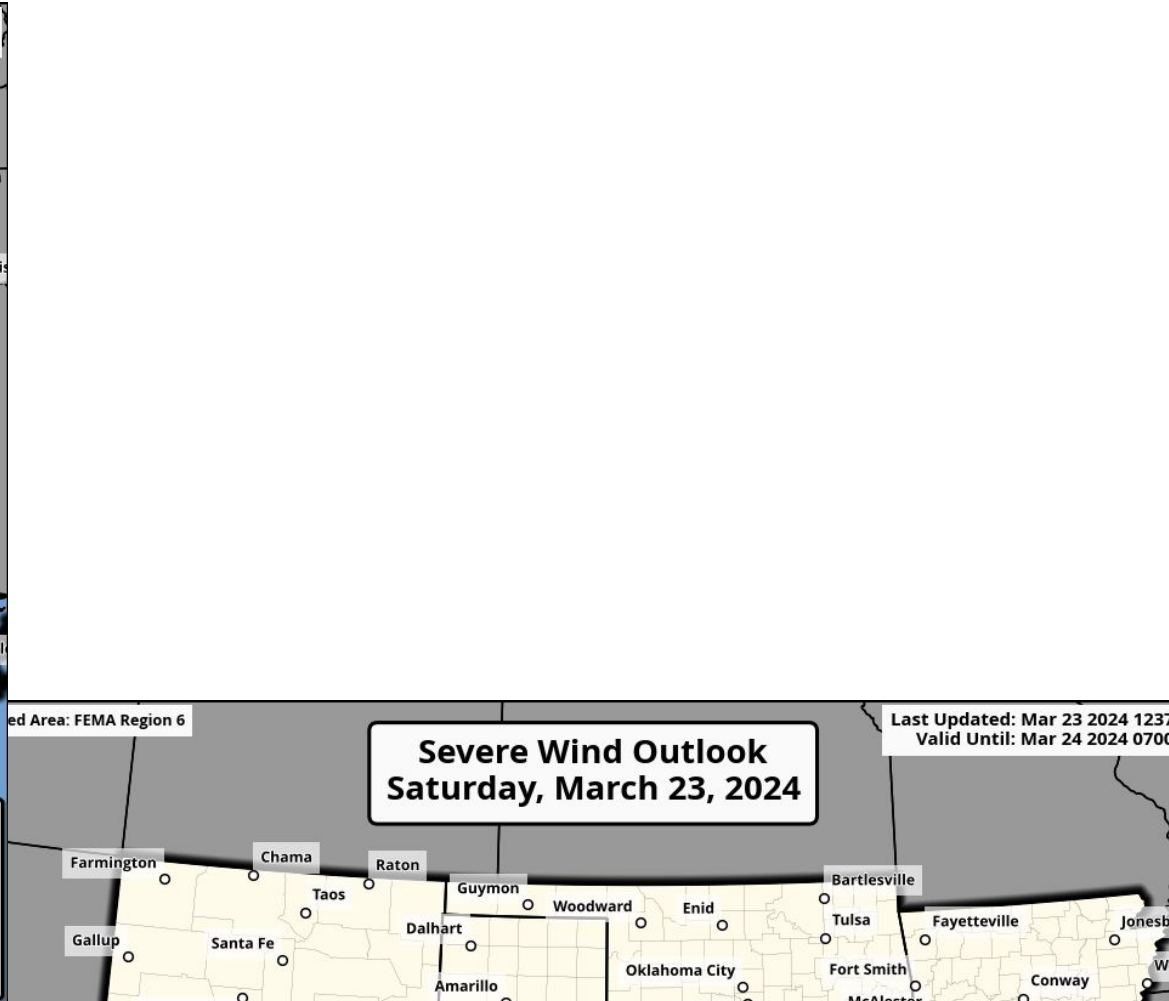 ed Area: FEMA Region 6
Last Updated: Mar 23 2024 1237
Valid Until: Mar 24 2024 0700
Severe Wind Outlook
Saturday, March 23, 2024
Farmington
Chama
Raton
Taos
Guymon
Woodward
Enid
Bartlesville
Tulsa
Fayetteville
Jonesb
Dalhart
Gallup
Santa Fe
Oklahoma City
Fort Smith
Amarillo
Conway
McAlester
W